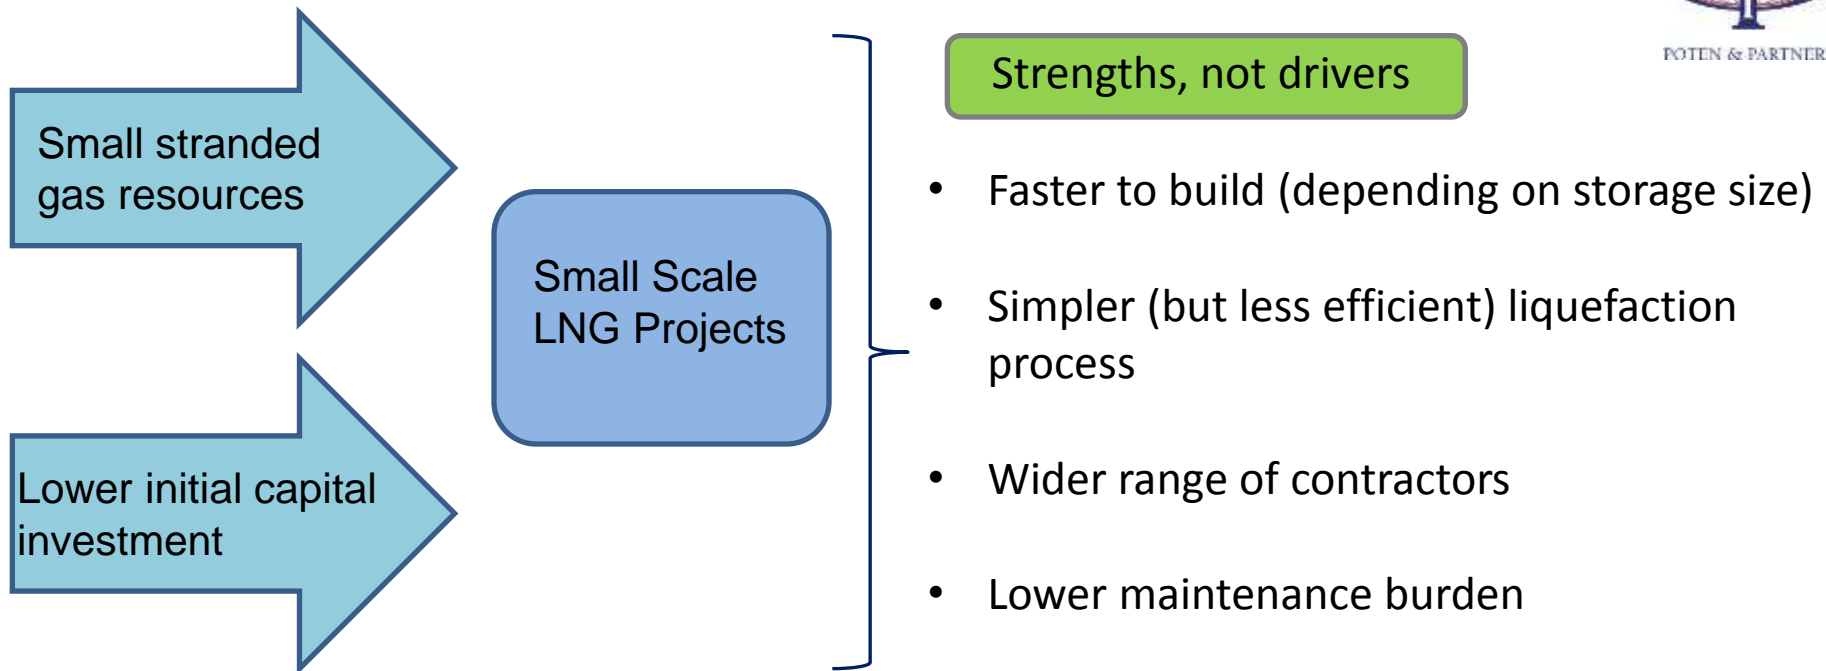 POTEN & PARTNER
Strengths, not drivers
Small stranded
gas resources
Lower initial capital
investment
Small Scale
LNG Projects
• Faster to build (depending on storage size)
• Simpler (but less efficient) liquefaction
process
• Wider range of contractors
• Lower maintenance burden